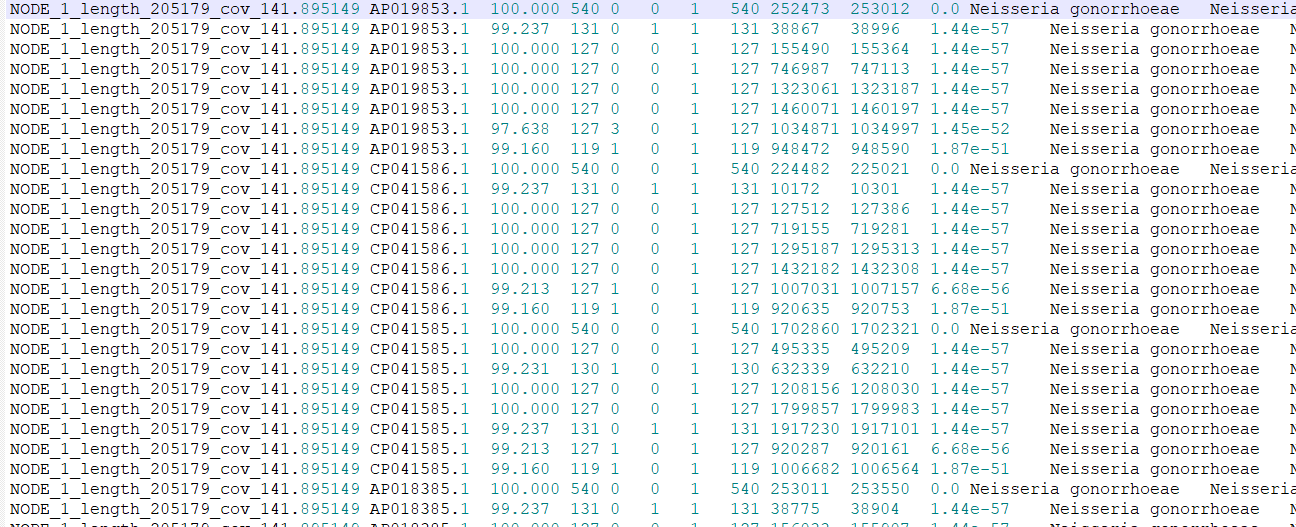 NODE_1_length_205179_cov_141.895149 AP019853.1 100.000 540 0 0 1 540 252473 253012 0.0 Neisseria gonorrhoeae Neisseria
NODE_1_length_205179_cov_141.895149 AP019853.1 99.237 131 0 1 1 131 38867 38996 1.44e-57 Neisseria gonorrhoeae N
NODE_1_length_205179_cov_141.895149 AP019853.1 100.000 127 0 0 1 127 155490 155364 1.44e-57 Neisseria gonorrhoeae N
NODE_1_length_205179_cov_141.895149 AP019853.1 100.000 127 0 0 1 127 746987 747113 1.44e-57 Neisseria gonorrhoeae N
NODE_1_length_205179_cov_141.895149 AP019853.1 100.000 127 0 0 1 127 1323061 1323187 1.44e-57 Neisseria gonorrhoeae N
NODE_1_length_205179_cov_141.895149 AP019853.1 100.000 127 0 0 1 127 1460071 1460197 1.44e-57 Neisseria gonorrhoeae N
NODE_1_length_205179_cov_141.895149 AP019853.1 97.638 127 3 0 1 127 1034871 1034997 1.45e-52 Neisseria gonorrhoeae N
NODE_1_length_205179_cov_141.895149 AP019853.1 99.160 119 1 0 1 119 948472 948590 1.87e-51 Neisseria gonorrhoeae N
NODE_1_length_205179_cov_141.895149 CP041586.1 100.000 540 0 0 1 540 224482 225021 0.0 Neisseria gonorrhoeae Neisseria
NODE_1_length_205179_cov_141.895149 CP041586.1 99.237 131 0 1 1 131 10172 10301 1.44e-57 Neisseria gonorrhoeae N
NODE_1_length_205179_cov_141.895149 CP041586.1 100.000 127 0 0 1 127 127512 127386 1.44e-57 Neisseria gonorrhoeae N
NODE_1_length_205179_cov_141.895149 CP041586.1 100.000 127 0 0 1 127 719155 719281 1.44e-57 Neisseria gonorrhoeae N
NODE_1_length_205179_cov_141.895149 CP041586.1 100.000 127 0 0 1 127 1295187 1295313 1.44e-57 Neisseria gonorrhoeae N
NODE_1_length_205179_cov_141.895149 CP041586.1 100.000 127 0 0 1 127 1432182 1432308 1.44e-57 Neisseria gonorrhoeae N
NODE_1_length_205179_cov_141.895149 CP041586.1 99.213 127 1 0 1 127 1007031 1007157 6.68e-56 Neisseria gonorrhoeae N
NODE_1_length_205179_cov_141.895149 CP041586.1 99.160 119 1 0 1 119 920635 920753 1.87e-51 Neisseria gonorrhoeae N
NODE_1_length_205179_cov_141.895149 CP041585.1 100.000 540 0 0 1 540 1702860 1702321 0.0 Neisseria gonorrhoeae Neisseria
NODE_1_length_205179_cov_141.895149 CP041585.1 100.000 127 0 0 1 127 495335 495209 1.44e-57 Neisseria gonorrhoeae N
NODE_1_length_205179_cov_141.895149 CP041585.1 99.231 130 1 0 1 130 632339 632210 1.44e-57 Neisseria gonorrhoeae N
NODE_1_length_205179_cov_141.895149 CP041585.1 100.000 127 0 0 1 127 1208156 1208030 1.44e-57 Neisseria gonorrhoeae N
NODE_1_length_205179_cov_141.895149 CP041585.1 100.000 127 0 0 1 127 1799857 1799983 1.44e-57 Neisseria gonorrhoeae N
NODE_1_length_205179_cov_141.895149 CP041585.1 99.237 131 0 1 1 131 1917230 1917101 1.44e-57 Neisseria gonorrhoeae N
NODE_1_length_205179_cov_141.895149 CP041585.1 99.213 127 1 0 1 127 920287 920161 6.68e-56 Neisseria gonorrhoeae N
NODE_1_length_205179_cov_141.895149 CP041585.1 99.160 119 1 0 1 119 1006682 1006564 1.87e-51 Neisseria gonorrhoeae N
NODE_1_length_205179_cov_141.895149 AP018385.1 100.000 540 0 0 1 540 253011 253550 0.0 Neisseria gonorrhoeae Neisseria
NODE_1_length_205179_cov_141.895149 AP018385.1 99.237 131 0 1 1 131 38775 38904 1.44e-57 Neisseria gonorrhoeae N
NODE_1_length_205179_cov_141.895149 AP018385.1 100.000 127 0 0 1 127